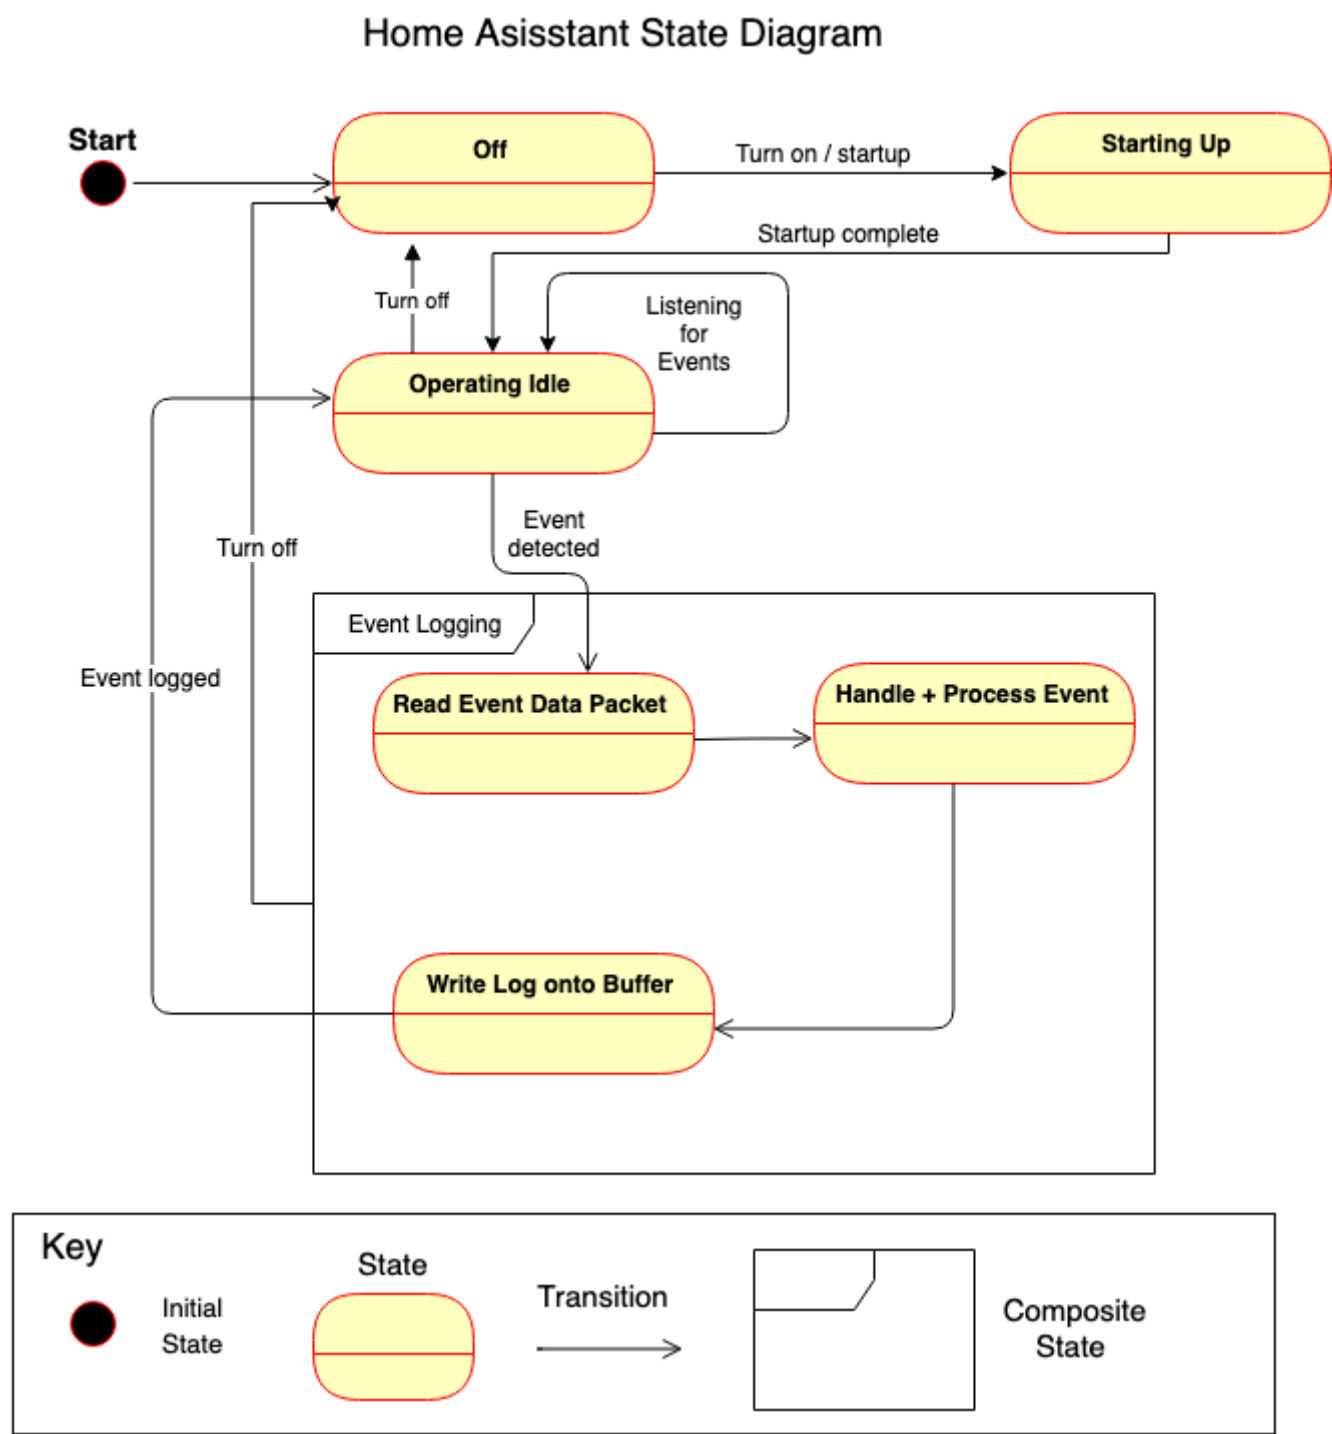 Home Asisstant State Diagram
Start
Off
Turn on / startup
Starting Up
Startup complete
Turn off
Listening
for
Events
Operating Idle
Event
detected
Turn off
Event Logging
Event logged
Read Event Data Packet
Handle + Process Event
Write Log onto Buffer
Key
Initial
State
State
Transition
Composite
State